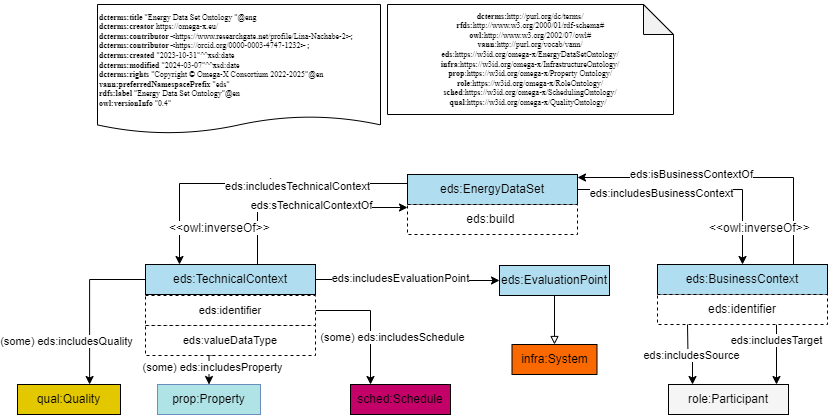 dcterms:title "Energy Data Set Ontology "@eng
dcterms:creator https://omega-x.eu/
dcterms:contributor <https://www.researchgate.net/profile/Lina-Nachabe-2>;
dcterms:contributor <https://orcid.org/0000-0003-4747-1232> ;
dcterms:created "2023-10-31"^^xsd:date
dcterms:modified "2024-03-07"^^xsd:date
dcterms:rights "Copyright © Omega-X Consortium 2022-2025"@en
vann:preferredNamespacePrefix "eds"
rdfs:label "Energy Data Set Ontology"@en
owl:versionInfo "0.4"
dcterms:http://purl.org/dc/terms/
rfds:http://www.w3.org/2000/01/rdf-schema#
owl:http://www.w3.org/2002/07/owl#
vann:http://purl.org/vocab/vann/
eds:https://w3id.org/omega-x/EnergyDataSetOntology/
infra:https://w3id.org/omega-x/InfrastructureOntology/
prop:https://w3id.org/omega-x/Property Ontology/
role:https://w3id.org/omega-x/RoleOntology/
sched:https://w3id.org/omega-x/SchedulingOntology/
qual:https://w3id.org/omega-x/QualityOntology/
eds:isBusinessContextOf
eds:includesTechnicalContext
eds:EnergyDataSet
eds:includesBusinessContext
eds:sTechnicalContextOf
eds:build
<<owl:inverseOf>>
<<owl:inverseOf>>
eds:TechnicalContext
eds:includesEvaluationPoint
eds:EvaluationPoint
eds:BusinessContext
eds:identifier
eds:identifier
(some) eds:includesQuality
eds:valueDataType
(some) eds:includesSchedule
eds:includesTarget
eds:includesSource
infra:System
(some) eds:includesProperty
qual:Quality
prop:Property
sched:Schedule
role:Participant